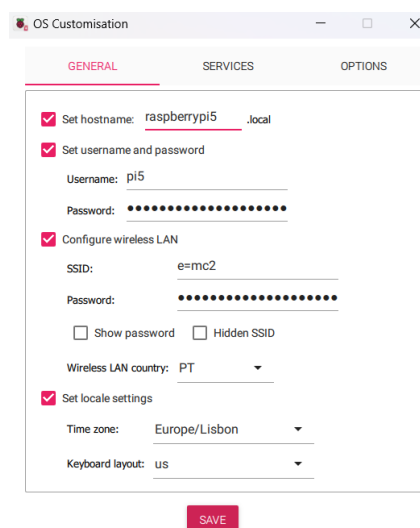 OS Customisation
GENERAL SERVICES OPTIONS
Set hostname: raspberrypi5 .local
Set username and password
Username: pi5
Password: ●●●●●●●●●●●●●●●●●●●●
Configure wireless LAN
SSID: e=mc2
Password: ●●●●●●●●●●●●●●●●●●●●
Show password Hidden SSID
Wireless LAN country: PT
Set locale settings
Time zone: Europe/Lisbon
Keyboard layout: us
SAVE